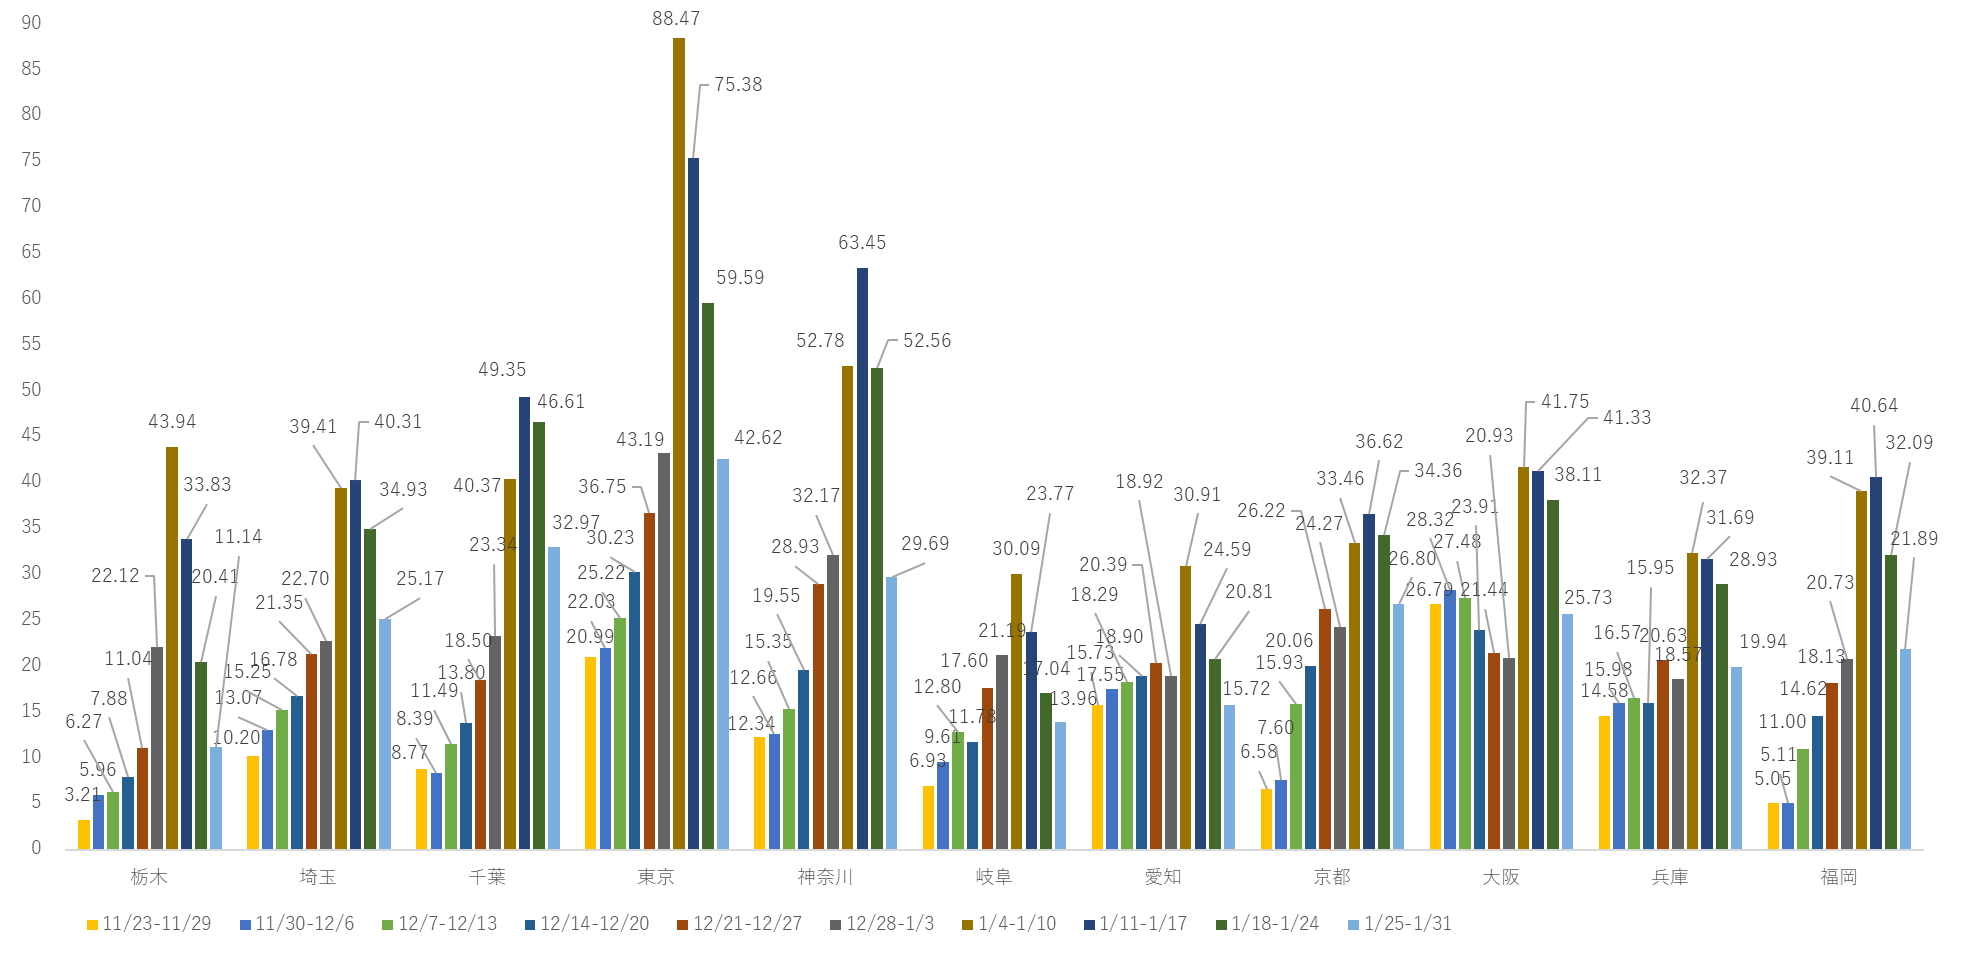 90
85
80
75
70
65
60
55
50
45
40
35
30
25
20
15
10
5
0
3.21 5.96 6.27 7.88 11.04 22.12 43.94 33.83 20.41 11.14
10.20 13.07 15.25 16.78 21.35 22.70 39.41 40.31 34.93 25.17
8.77 8.39 11.49 13.80 18.50 23.34 40.37 49.35 46.61 32.97
20.99 22.03 25.22 30.23 36.75 43.19 88.47 75.38 59.59 42.62
12.34 12.66 15.35 19.55 28.93 32.17 52.78 63.45 52.56 29.69
6.93 9.61 12.80 11.78 17.60 21.19 30.09 23.77 17.04 13.96
15.73 17.55 18.29 18.90 20.39 18.92 30.91 24.59 20.81 15.72
6.58 7.60 15.93 20.06 26.22 24.27 33.46 36.62 34.36 26.80
26.79 28.32 27.48 23.91 21.44 20.93 41.75 41.33 38.11 25.73
14.58 15.98 16.57 15.95 20.63 18.57 32.37 31.69 28.93 19.94
5.05 5.11 11.00 14.62 18.13 20.73 39.11 40.64 32.09 21.89
栃木 埼玉 千葉 東京 神奈川 岐阜 愛知 京都 大阪 兵庫 福岡
11/23-11/29 11/30-12/6 12/7-12/13 12/14-12/20 12/21-12/27 12/28-1/3 1/4-1/10 1/11-1/17 1/18-1/24 1/25-1/31